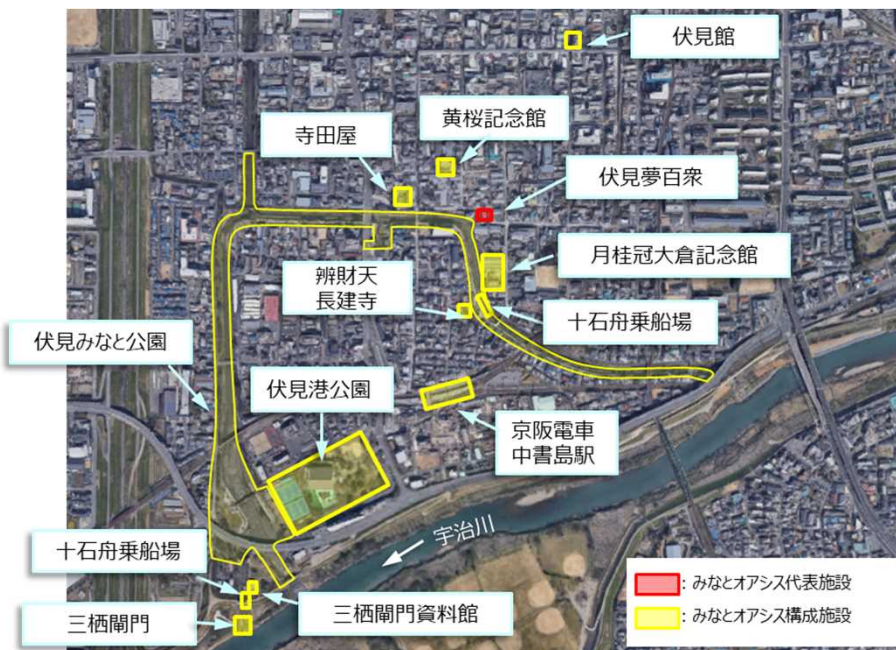 伏見館
黄桜記念館
寺田屋
伏見夢百衆
月桂冠大倉記念館
辨財天
長建寺
十石舟乗船場
伏見みなと公園
伏見港公園
京阪電車
中書島駅
宇治川
十石舟乗船場
三栖閘門資料館
三栖閘門
：みなとオアシス代表施設
：みなとオアシス構成施設